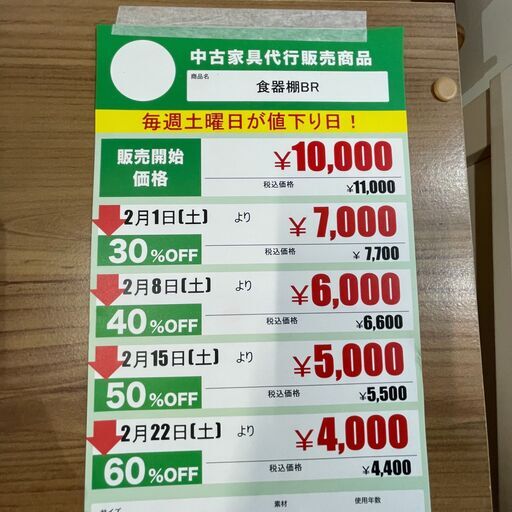 中古家具代行販売商品
商品名
食器棚BR
毎週土曜日が値下り日！
販売開始
価格
¥10,000
税込価格
¥11,000
2月1日(土) より
¥7,000
30%OFF
税込価格
¥7,700
2月8日(土) より
¥6,000
40%OFF
税込価格
¥6,600
2月15日(土) より
¥5,000
50%OFF
税込価格
¥5,500
2月22日(土) より
¥4,000
60%OFF
税込価格
¥4,400
サイズ
素材
使用年数